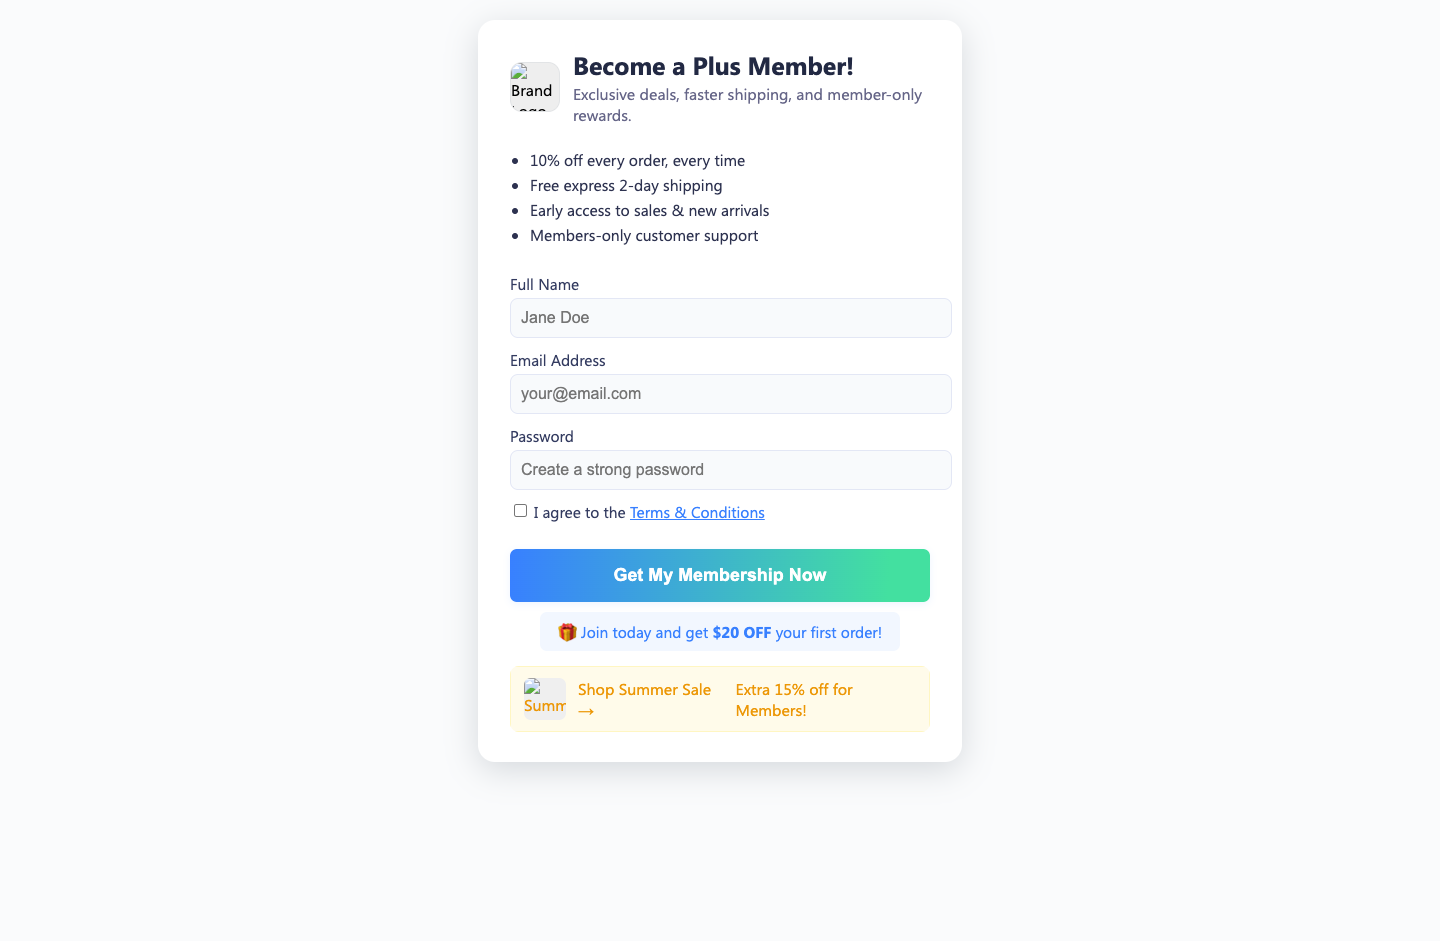 Brand
Become a Plus Member!
Exclusive deals, faster shipping, and member-only
rewards.
• 10% off every order, every time
• Free express 2-day shipping
• Early access to sales & new arrivals
• Members-only customer support
Full Name
Jane Doe
Email Address
your@email.com
Password
Create a strong password
I agree to the Terms & Conditions
Get My Membership Now
🎁 Join today and get $20 OFF your first order!
Summ
Shop Summer Sale
→
Extra 15% off for
Members!